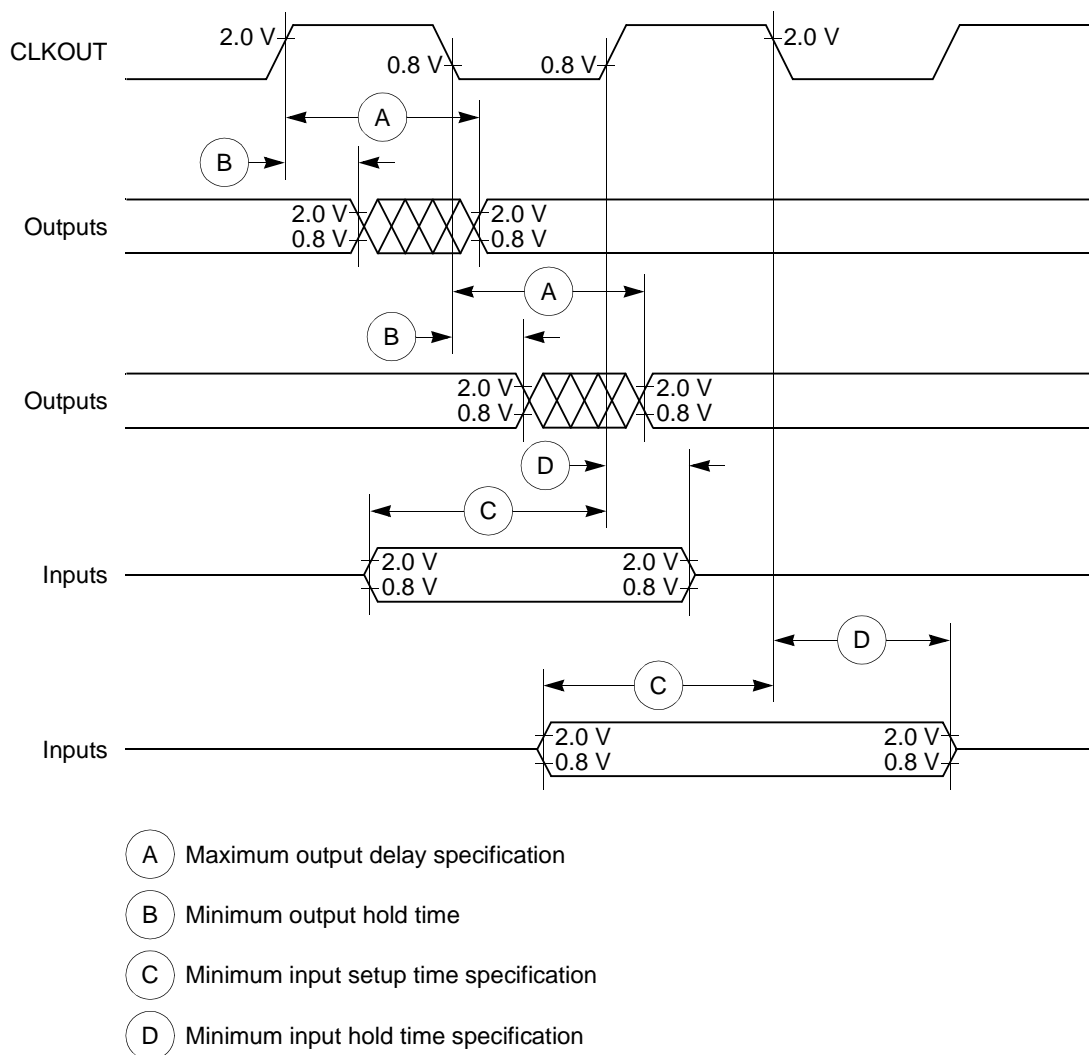 CLKOUT
2.0 V
0.8 V
0.8 V
2.0 V
A
B
Outputs
2.0 V
0.8 V
2.0 V
0.8 V
A
B
Outputs
2.0 V
0.8 V
2.0 V
0.8 V
D
C
Inputs
2.0 V
0.8 V
2.0 V
0.8 V
D
C
Inputs
2.0 V
0.8 V
2.0 V
0.8 V
A Maximum output delay specification
B Minimum output hold time
C Minimum input setup time specification
D Minimum input hold time specification